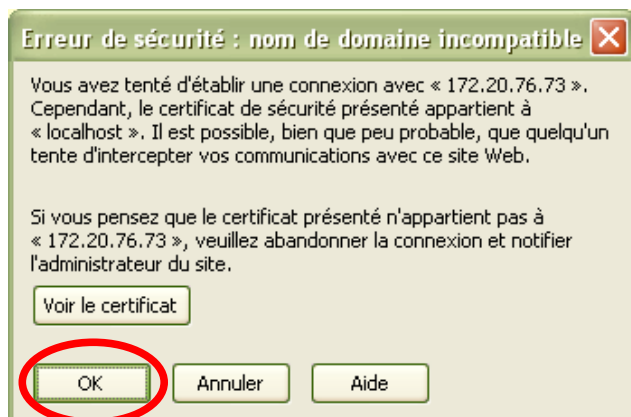 Erreur de sécurité : nom de domaine incompatible
Vous avez tenté d'établir une connexion avec « 172.20.76.73 ».
Cependant, le certificat de sécurité présenté appartient à
« localhost ». Il est possible, bien que peu probable, que quelqu'un
tente d'intercepter vos communications avec ce site Web.
Si vous pensez que le certificat présenté n'appartient pas à
« 172.20.76.73 », veuillez abandonner la connexion et notifier
l'administrateur du site.
Voir le certificat
OK Annuler Aide